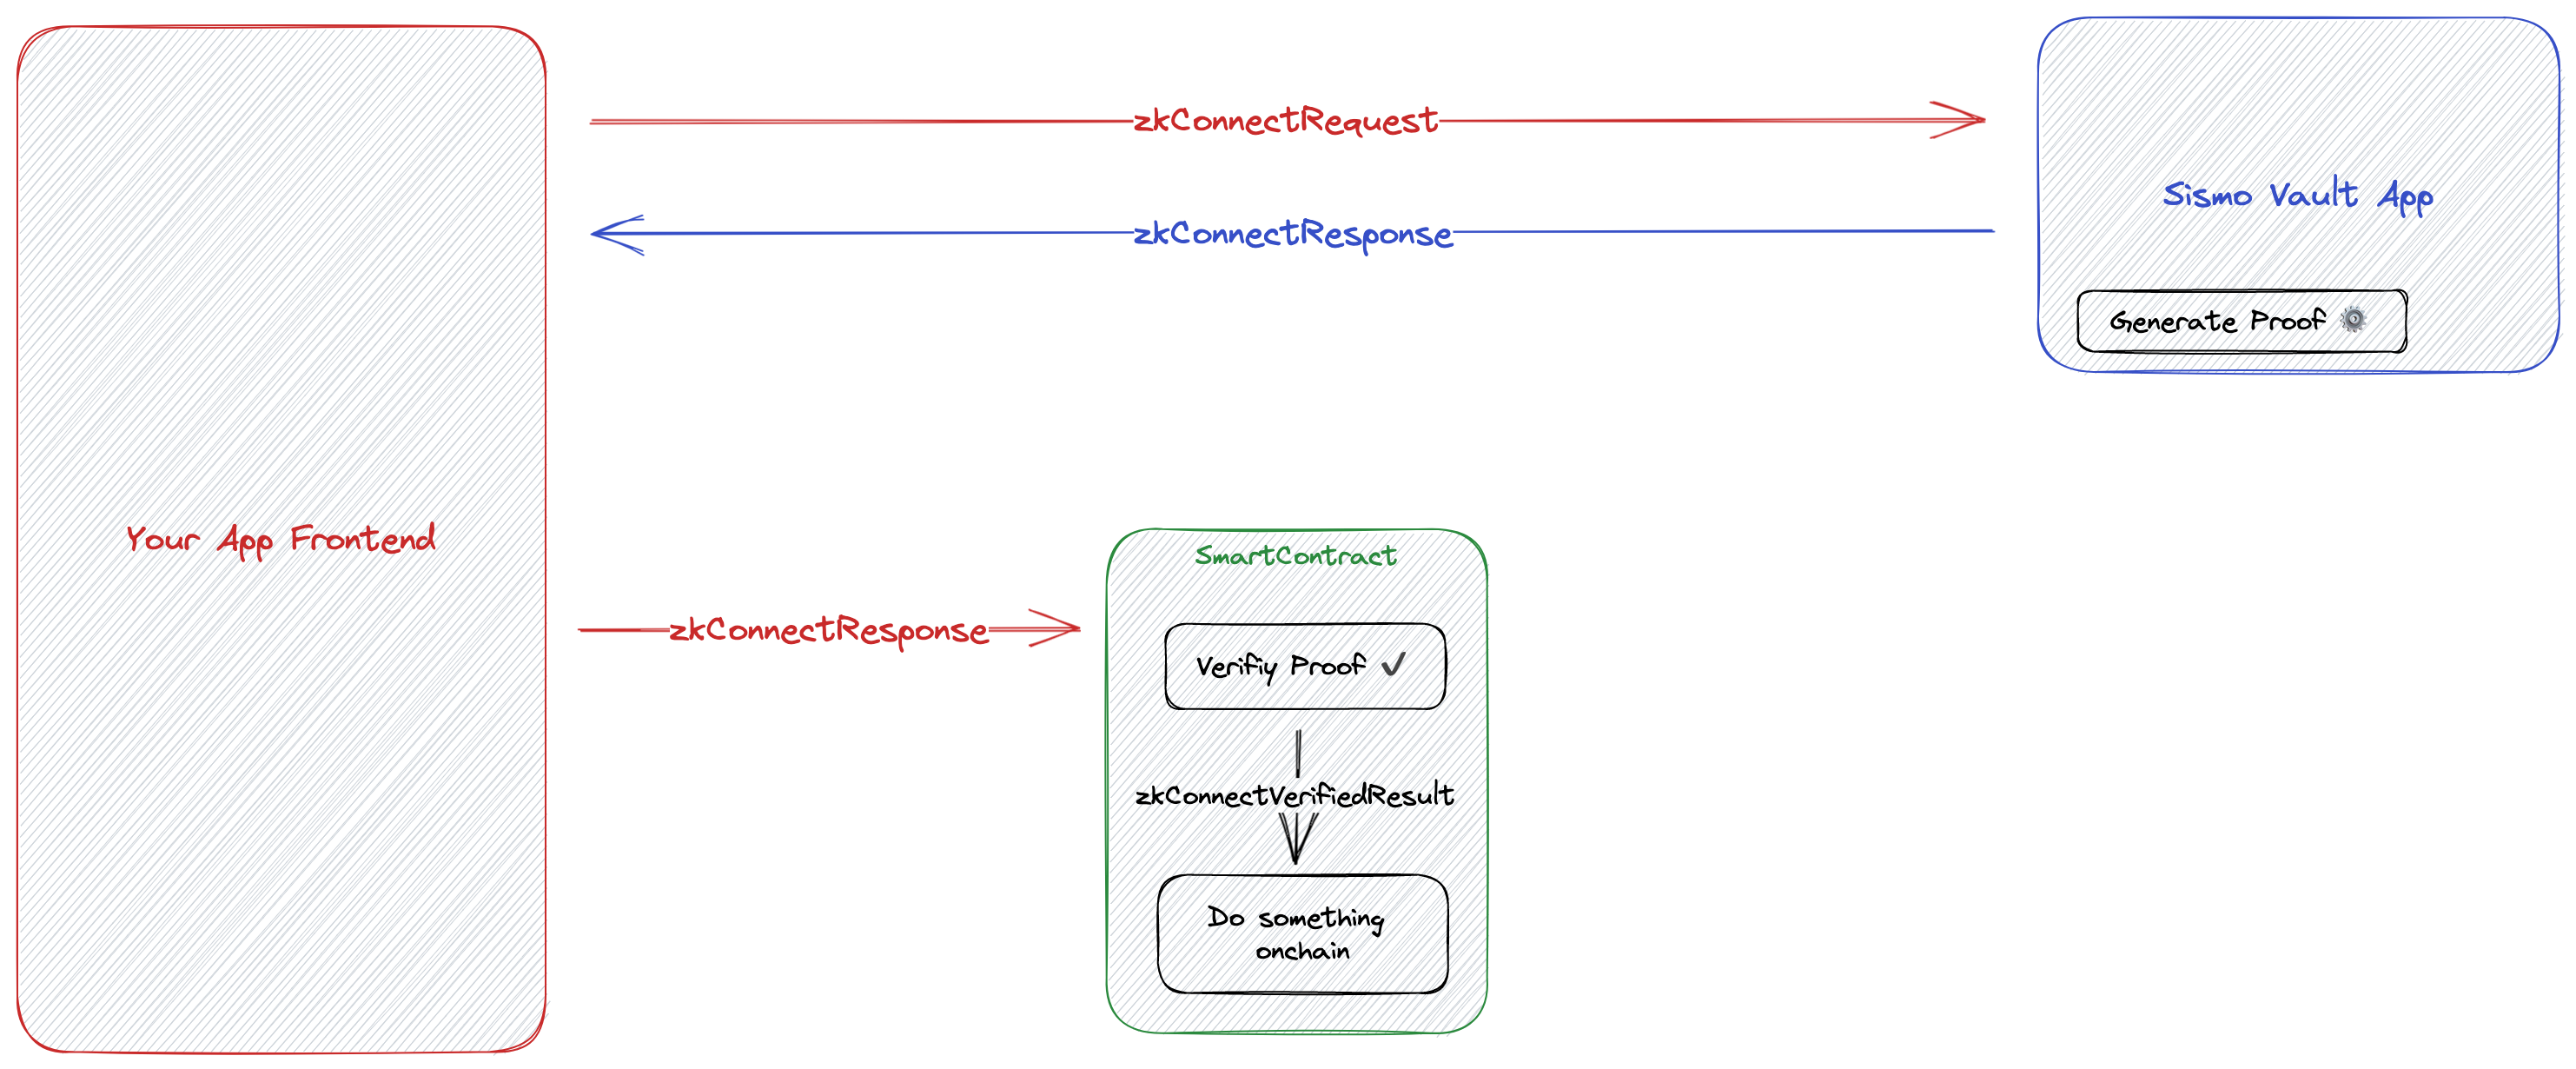 zkConnectRequest
Sismo Vault App
zkConnectResponse
Generate Proof
Your App Frontend
SmartContract
zkConnectResponse
Verifiy Proof ✔
zkConnectVerifiedResult
Do something
onchain